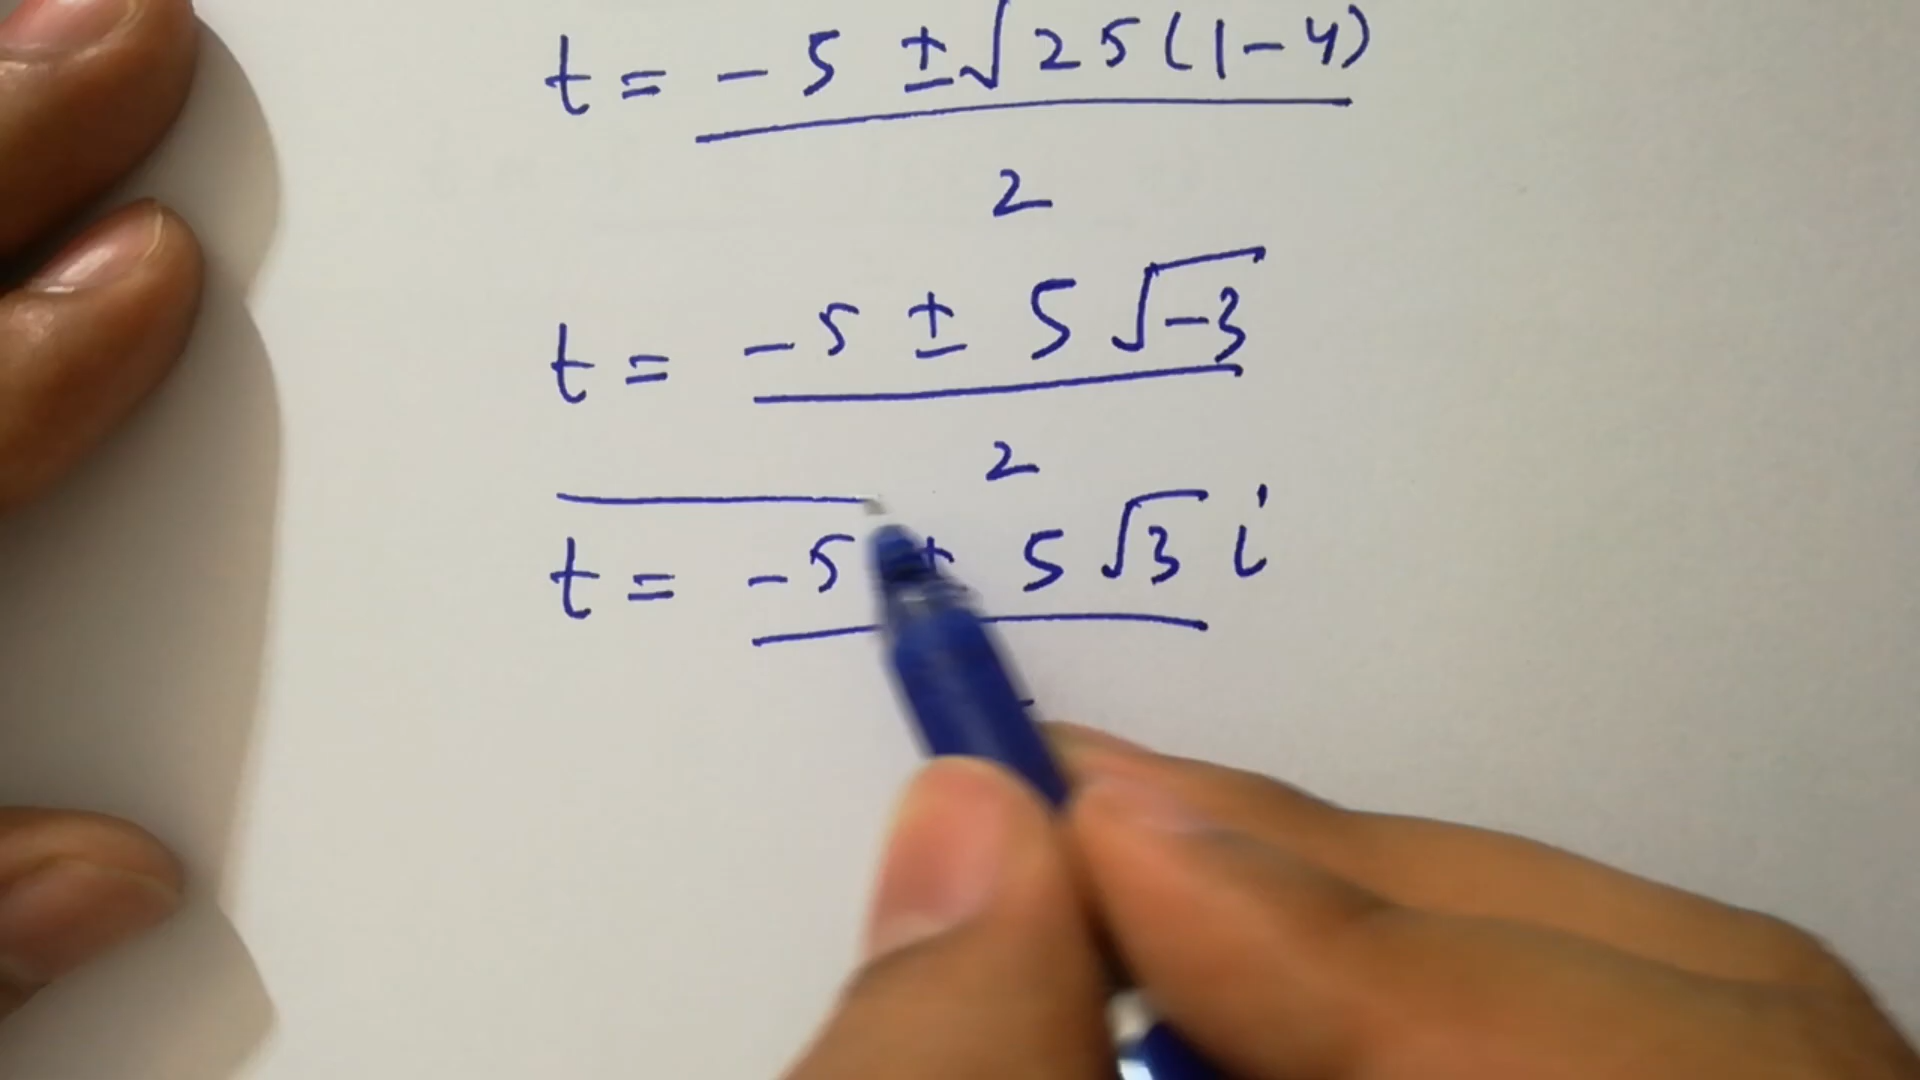 t = - 5 ± √25(1-4)
2
t = -5 ± 5 √-3
2
t = -5 ± 5 √3 i